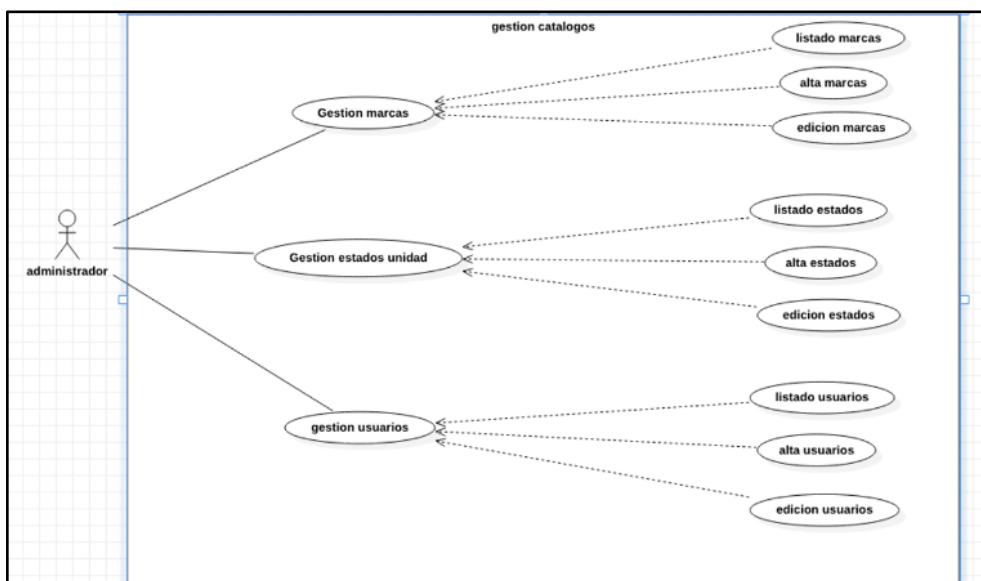 gestion catalogos
listado marcas
alta marcas
Gestion marcas
edicion marcas
listado estados
administrador
Gestion estados unidad
alta estados
edicion estados
listado usuarios
gestion usuarios
alta usuarios
edicion usuarios